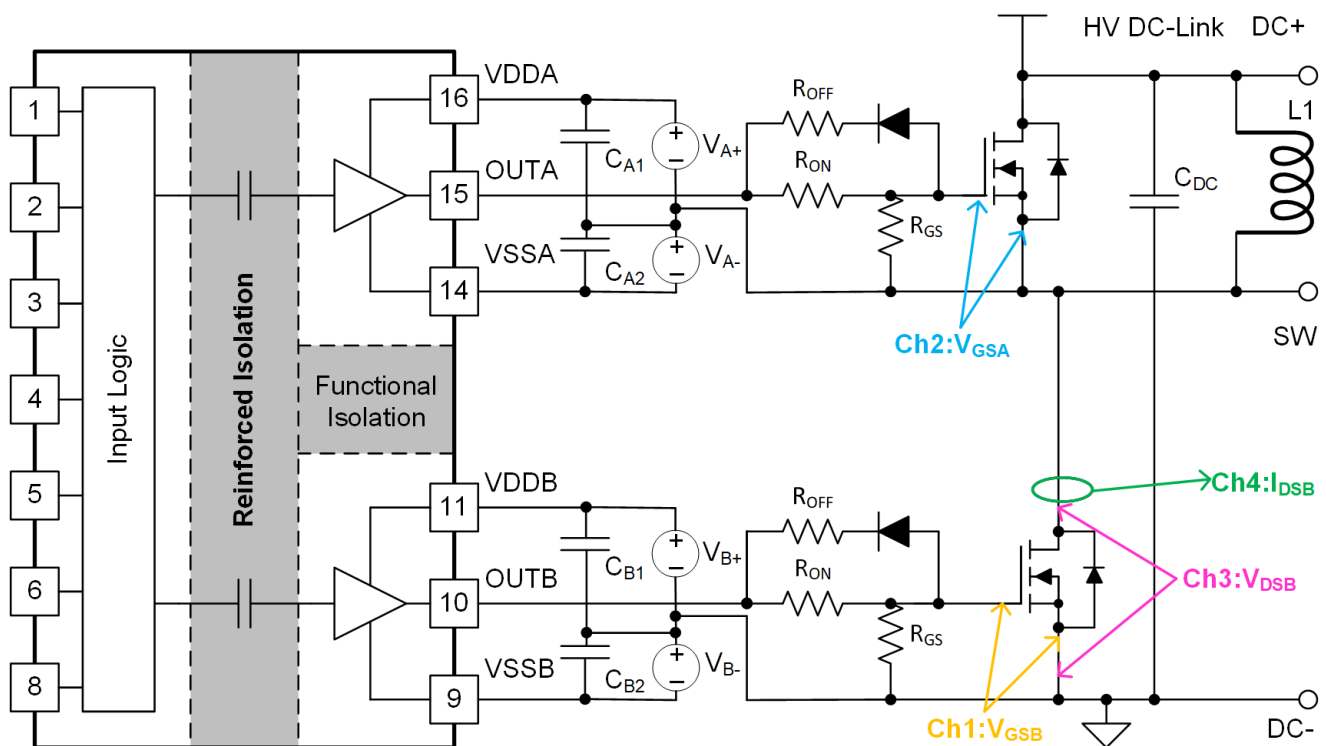 HV DC-Link
DC+
1
2
3
4
5
6
8
Input Logic
Reinforced Isolation
Functional
Isolation
16
VDDA
15
OUTA
14
VSSA
11
VDDB
10
OUTB
9
VSSB
CA1
CA2
VA+
VA-
ROFF
RON
RGS
Ch2:VGSA
CDC
L1
SW
CB1
CB2
VB+
VB-
ROFF
RON
RGS
Ch1:VGSB
Ch4:IDSB
Ch3:VDSB
DC-
+
−
+
−
+
−
+
−